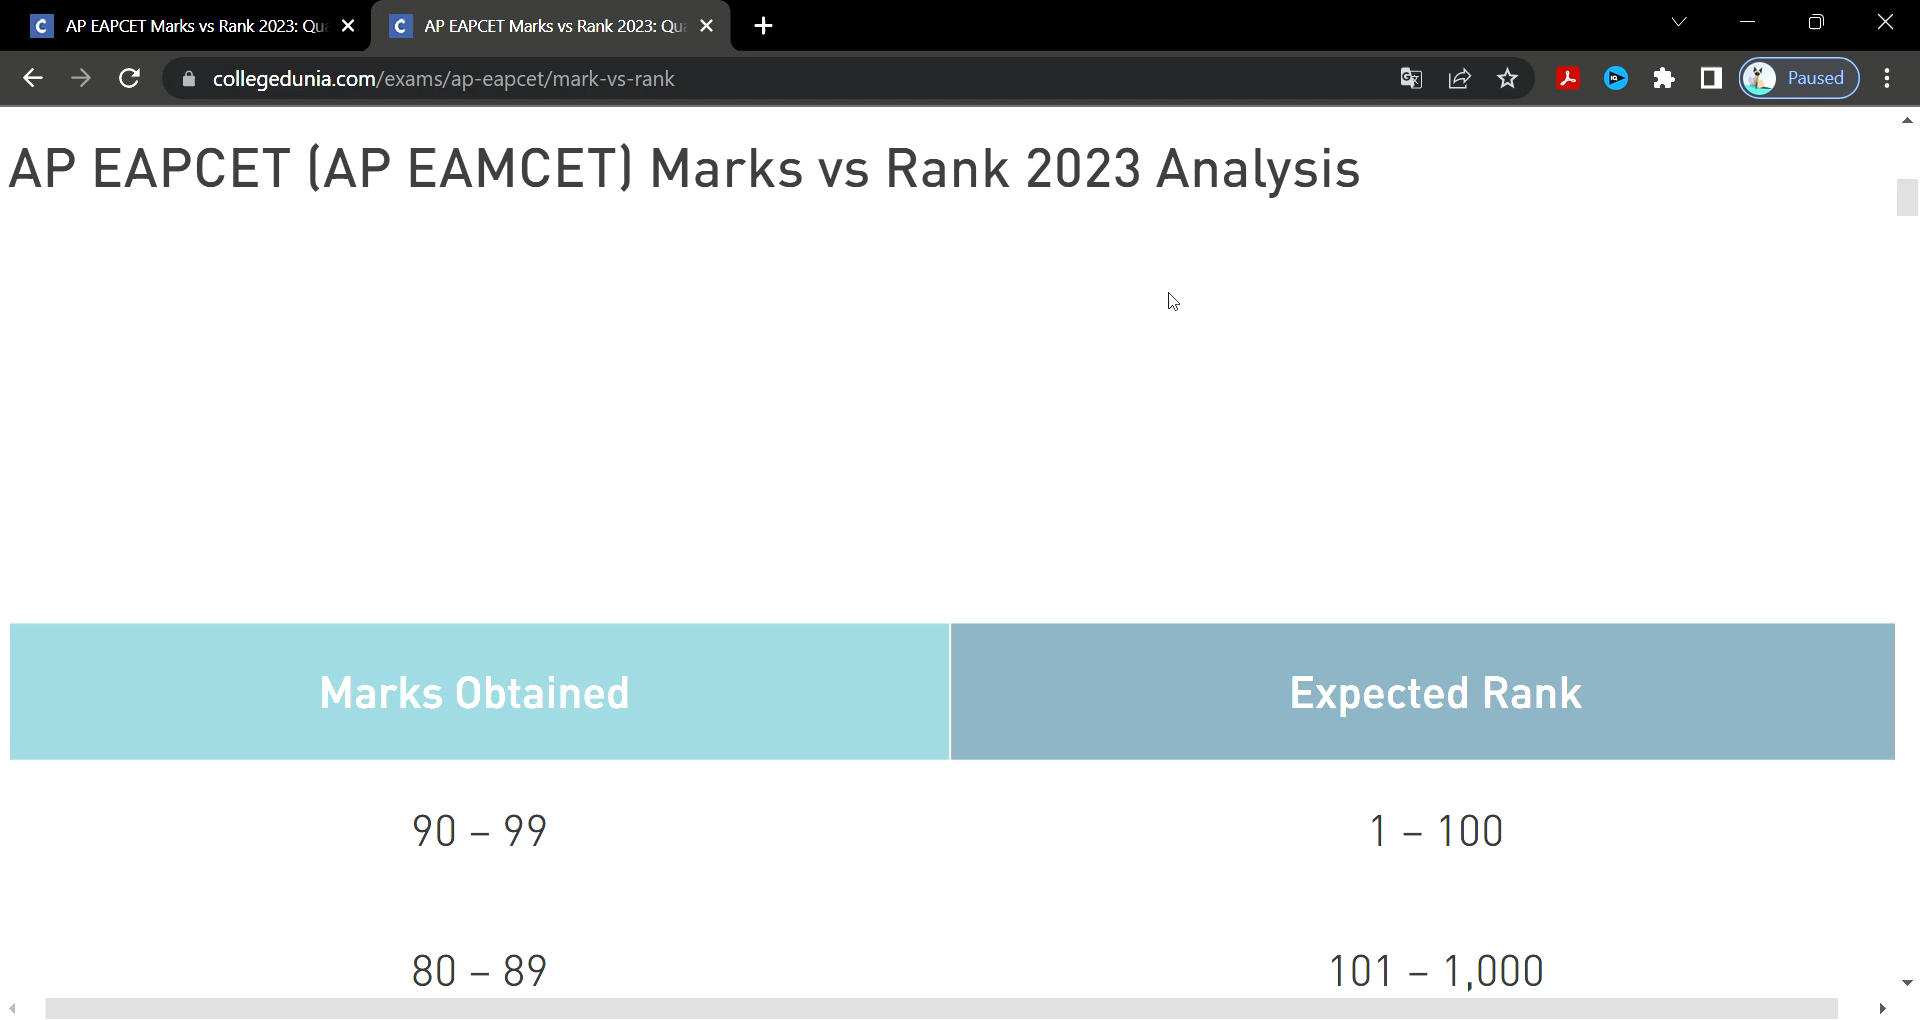 AP EAPCET Marks vs Rank 2023: Qu
AP EAPCET Marks vs Rank 2023: Qu
collegedunia.com/exams/ap-eapcet/mark-vs-rank
Paused
AP EAPCET (AP EAMCET) Marks vs Rank 2023 Analysis
Marks Obtained Expected Rank
90 – 99 1 – 100
80 – 89 101 – 1,000